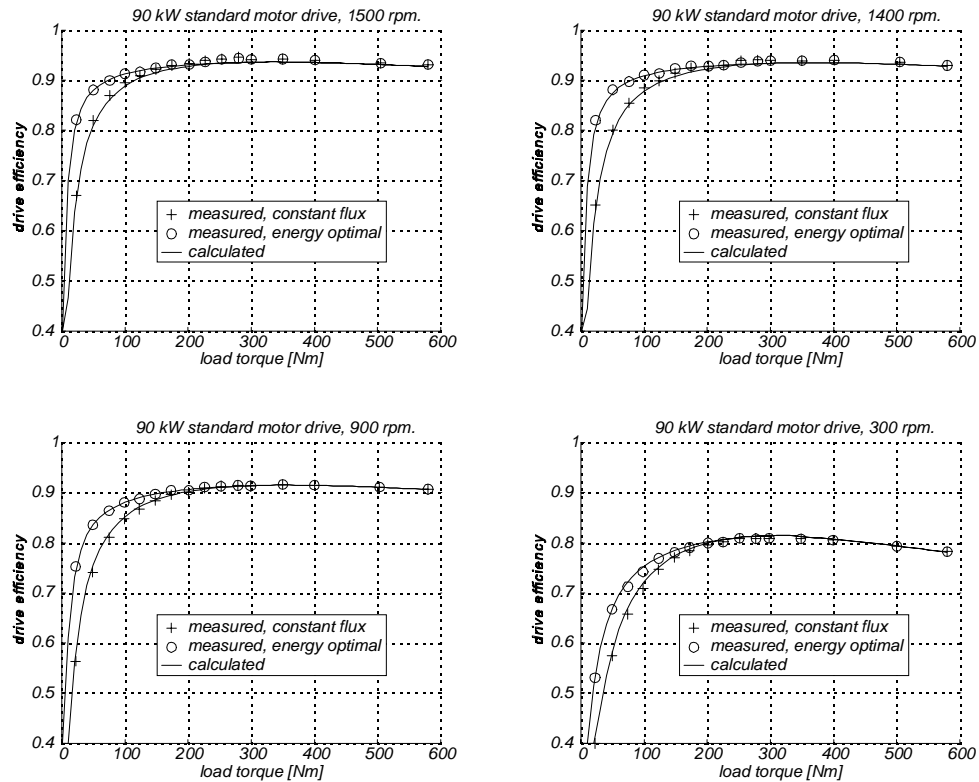 90 kW standard motor drive, 1500 rpm.
1
0.9
0.8
0.7
0.6
0.5
0.4
drive efficiency
measured, constant flux
measured, energy optimal
calculated
0 100 200 300 400 500 600
load torque [Nm]
90 kW standard motor drive, 1400 rpm.
1
0.9
0.8
0.7
0.6
0.5
0.4
drive efficiency
measured, constant flux
measured, energy optimal
calculated
0 100 200 300 400 500 600
load torque [Nm]
90 kW standard motor drive, 900 rpm.
1
0.9
0.8
0.7
0.6
0.5
0.4
drive efficiency
measured, constant flux
measured, energy optimal
calculated
0 100 200 300 400 500 600
load torque [Nm]
90 kW standard motor drive, 300 rpm.
1
0.9
0.8
0.7
0.6
0.5
0.4
drive efficiency
measured, constant flux
measured, energy optimal
calculated
0 100 200 300 400 500 600
load torque [Nm]